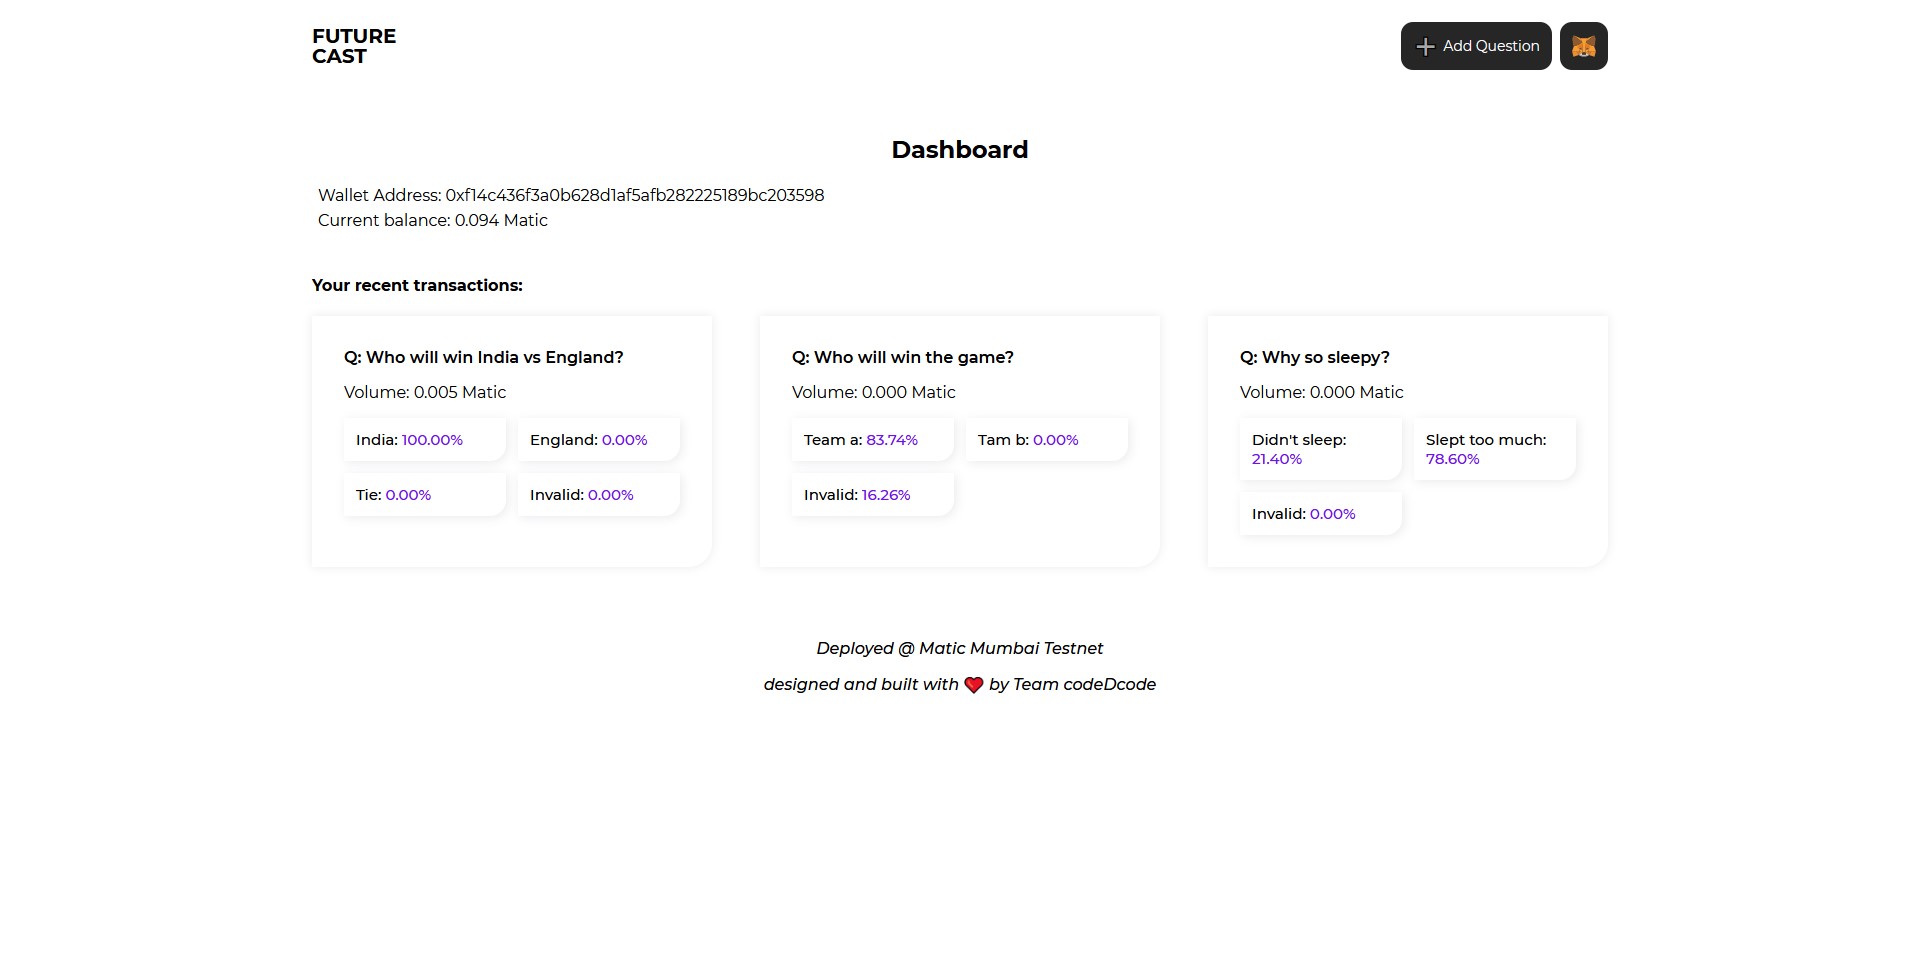 FUTURE
CAST
Add Question
Dashboard
Wallet Address: 0xf14c436f3a0b628d1af5afb282225189bc203598
Current balance: 0.094 Matic
Your recent transactions:
Q: Who will win India vs England?
Volume: 0.005 Matic
India: 100.00%
England: 0.00%
Tie: 0.00%
Invalid: 0.00%
Q: Who will win the game?
Volume: 0.000 Matic
Team a: 83.74%
Tam b: 0.00%
Invalid: 16.26%
Q: Why so sleepy?
Volume: 0.000 Matic
Didn't sleep:
21.40%
Slept too much:
78.60%
Invalid: 0.00%
Deployed @ Matic Mumbai Testnet
designed and built with ❤️ by Team codeDcode